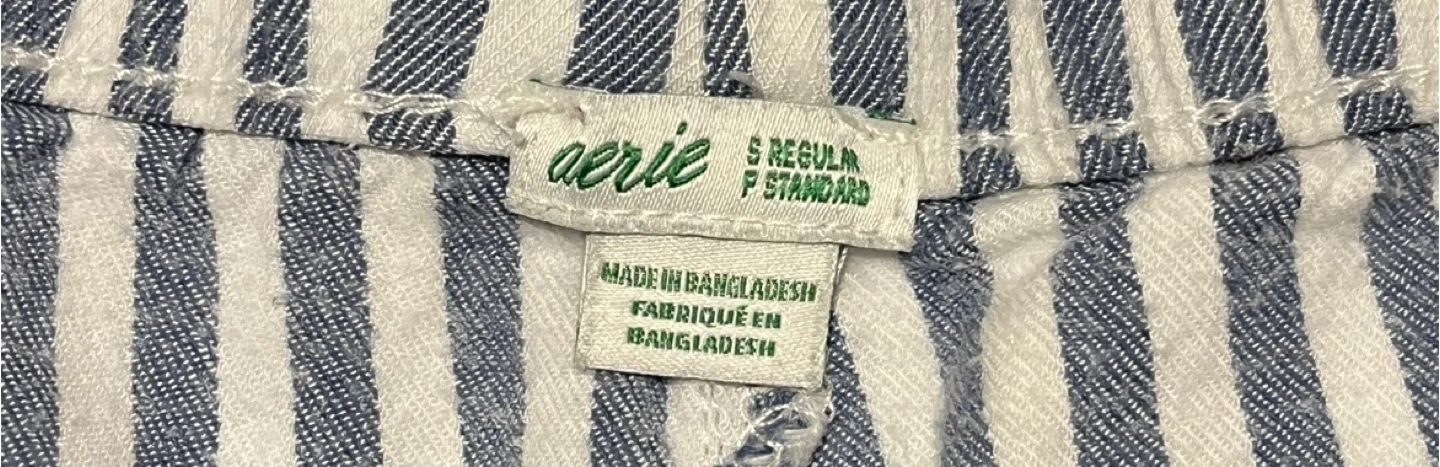 aerie
S REGULAR
P STANDARD
MADE IN BANGLADESH
FABRIQUÉ EN
BANGLADESH